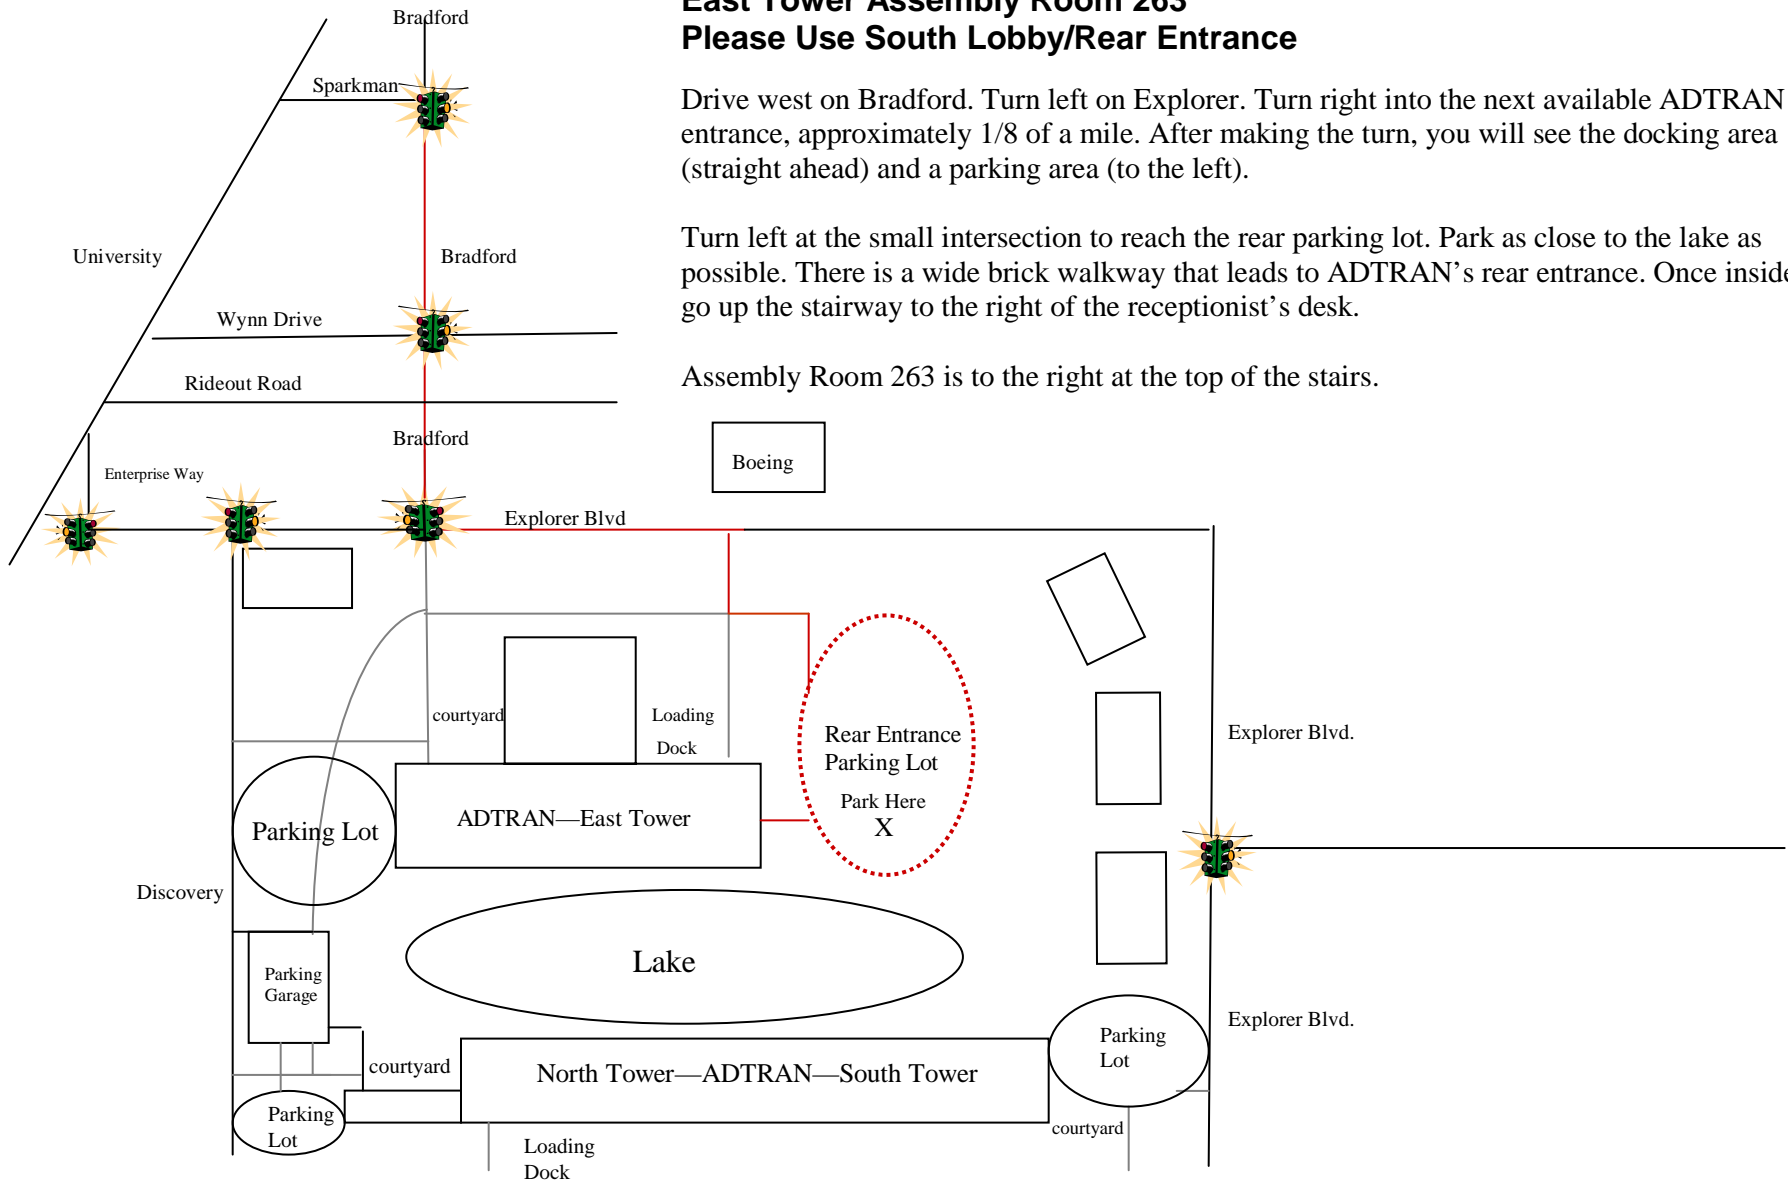 East Tower Assembly Room 263
Please Use South Lobby/Rear Entrance
Drive west on Bradford. Turn left on Explorer. Turn right into the next available ADTRAN
entrance, approximately 1/8 of a mile. After making the turn, you will see the docking area
(straight ahead) and a parking area (to the left).
Turn left at the small intersection to reach the rear parking lot. Park as close to the lake as
possible. There is a wide brick walkway that leads to ADTRAN’s rear entrance. Once inside
go up the stairway to the right of the receptionist’s desk.
Assembly Room 263 is to the right at the top of the stairs.
Bradford
Sparkman
University
Bradford
Wynn Drive
Rideout Road
Bradford
Enterprise Way
Boeing
Explorer Blvd
courtyard
Loading
Dock
Rear Entrance
Parking Lot
Park Here
X
Explorer Blvd.
ADTRAN—East Tower
Parking Lot
Discovery
Lake
Parking
Garage
Explorer Blvd.
Parking
Lot
courtyard
North Tower—ADTRAN—South Tower
Parking
Lot
courtyard
Loading
Dock